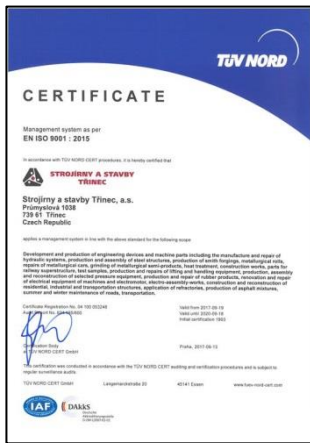 TÜV NORD
CERTIFICATE
Management system as per
EN ISO 9001 : 2015
In accordance with TÜV NORD CERT procedures, it is hereby certified that
STROJÍRNY A STAVBY
TŘINEC
Strojírny a stavby Třinec, a.s.
Průmyslová 1038
739 61 Třinec
Czech Republic
applies a management system in line with the above standard for the following scope
Development and production of engineering devices and machine parts including the manufacture and repair of
hydraulic systems, production and assembly of steel structures, production of smith forgings, metallurgical rolls,
repairs of metallurgical cars, grinding of metallurgical semi-products, heat treatment, construction works, parts for
railway superstructure, test samples, production and repairs of lifting and handling equipment, production, assembly
and reconstruction of selected pressure equipment, production and repair of rubber products, renovation and repair
of electrical equipment of machines and electromotor, electro-assembly-works, construction and reconstruction of
residential, industrial and transportation structures, application of refractories, production of asphalt mixtures,
summer and winter maintenance of roads, transportation.
Certificate Registration No. 04 100 950248
Audit Report No.
Valid from 2017-09-19
Valid until 2020-09-18
Initial certification 1995
Certification Body
at TÜV NORD CERT GmbH
Praha, 2017-09-13
This certification was conducted in accordance with the TÜV NORD CERT auditing and certification procedures and is subject to
regular surveillance audits.
TÜV NORD CERT GmbH
Langemarckstraße 20
45141 Essen
www.tuev-nord-cert.com
IAF
DAkkS